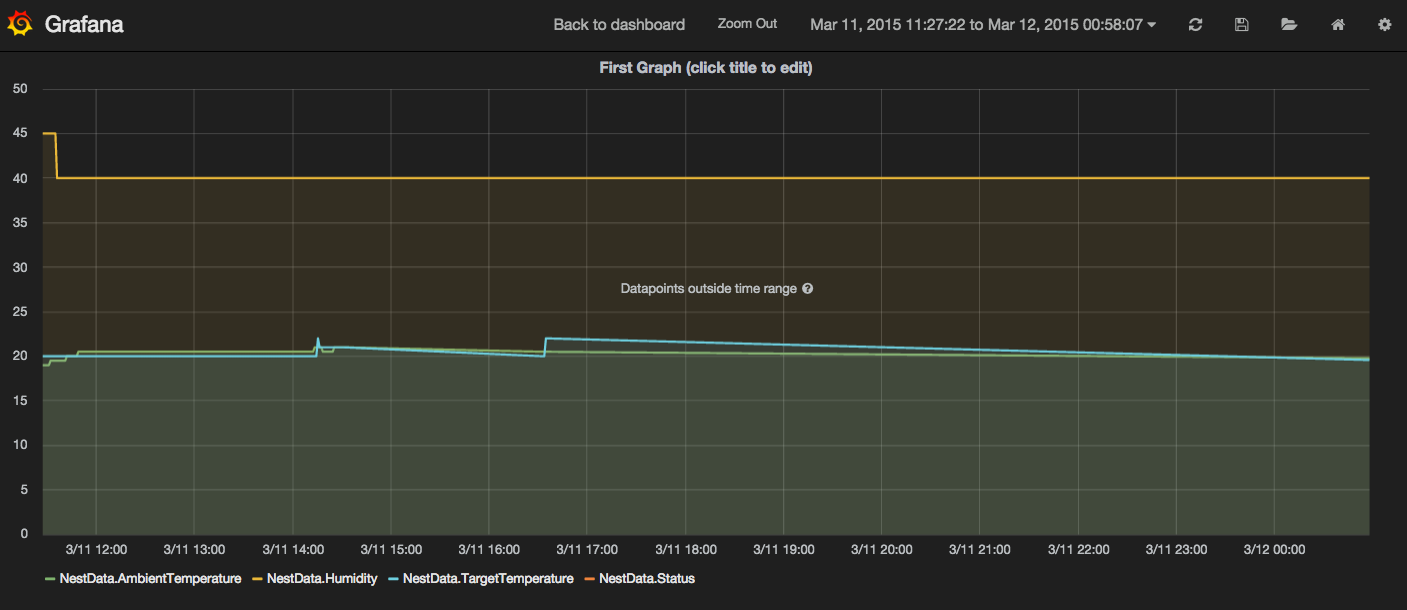 Grafana
Back to dashboard Zoom Out Mar 11, 2015 11:27:22 to Mar 12, 2015 00:58:07
First Graph (click title to edit)
50
45
40
35
30
Datapoints outside time range
25
20
15
10
5
0
3/11 12:00 3/11 13:00 3/11 14:00 3/11 15:00 3/11 16:00 3/11 17:00 3/11 18:00 3/11 19:00 3/11 20:00 3/11 21:00 3/11 22:00 3/11 23:00 3/12 00:00
NestData.AmbientTemperature NestData.Humidity NestData.TargetTemperature NestData.Status